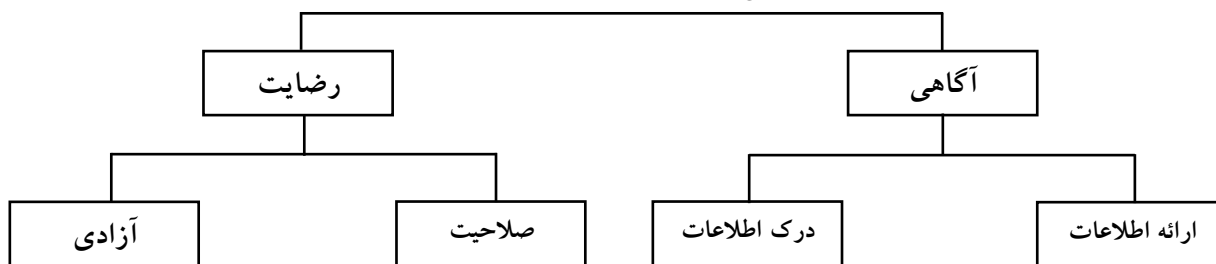 آگاهی
رضایت
ارائه اطلاعات
درک اطلاعات
صلاحیت
آزادی